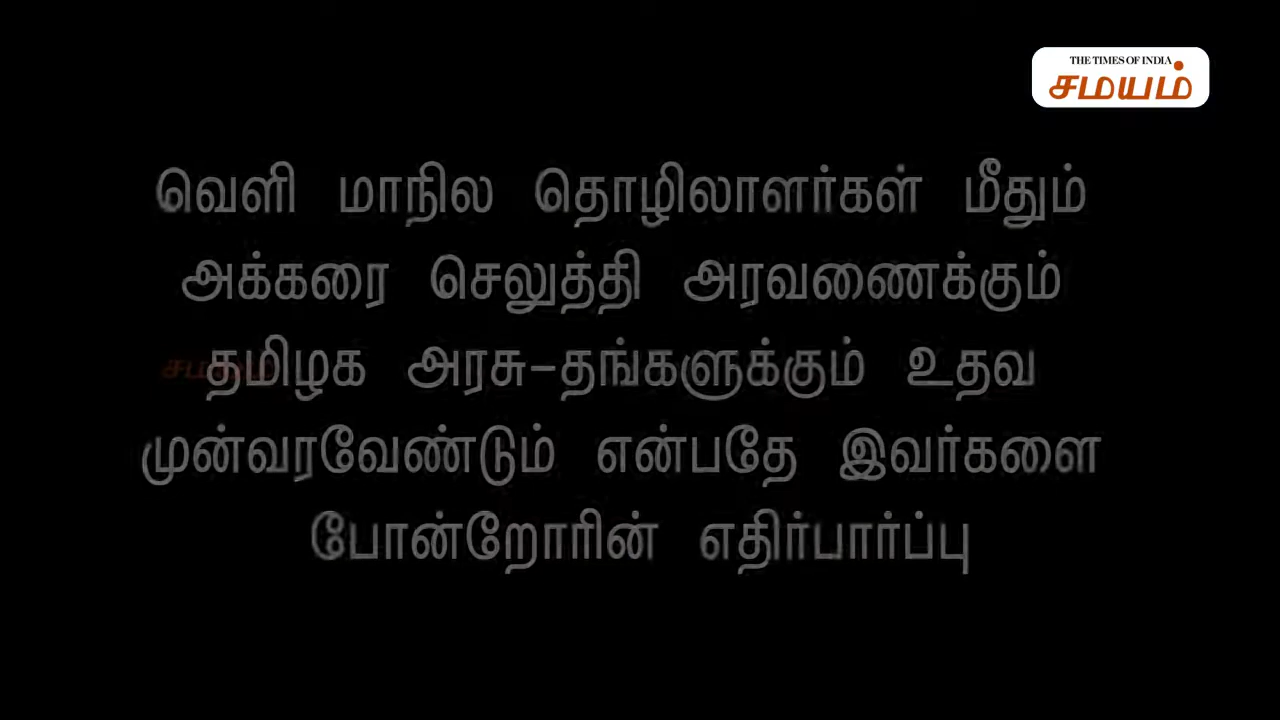 THE TIMES OF INDIA
சமயம்
வெளி மாநில தொழிலாளர்கள் மீதும்
அக்கரை செலுத்தி அரவணைக்கும்
தமிழக அரசு-தங்களுக்கும் உதவ
முன்வரவேண்டும் என்பதே இவர்களை
போன்றோரின் எதிர்பார்ப்பு